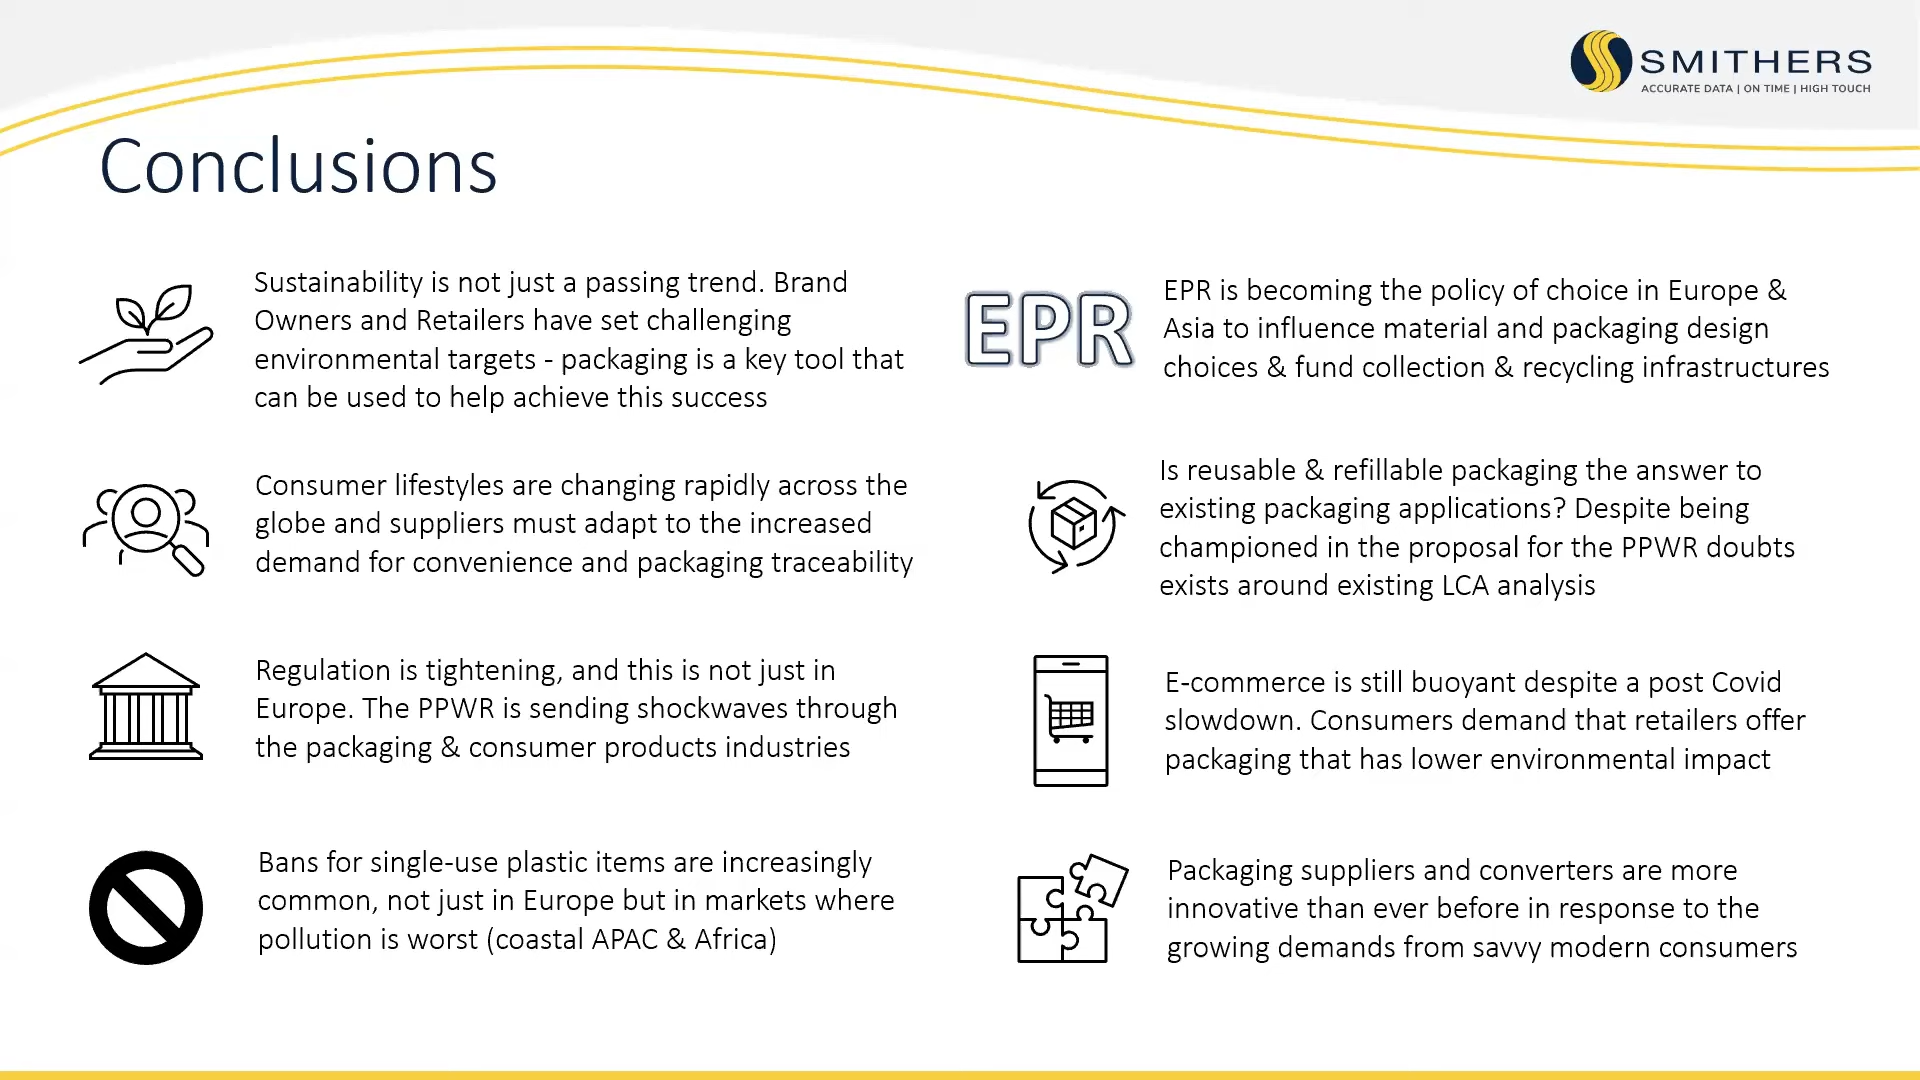 SMITHERS
ACCURATE DATA | ON TIME | HIGH TOUCH
Conclusions
Sustainability is not just a passing trend. Brand
Owners and Retailers have set challenging
environmental targets - packaging is a key tool that
can be used to help achieve this success
Consumer lifestyles are changing rapidly across the
globe and suppliers must adapt to the increased
demand for convenience and packaging traceability
Regulation is tightening, and this is not just in
Europe. The PPWR is sending shockwaves through
the packaging & consumer products industries
Bans for single-use plastic items are increasingly
common, not just in Europe but in markets where
pollution is worst (coastal APAC & Africa)
EPR
EPR is becoming the policy of choice in Europe &
Asia to influence material and packaging design
choices & fund collection & recycling infrastructures
Is reusable & refillable packaging the answer to
existing packaging applications? Despite being
championed in the proposal for the PPWR doubts
exists around existing LCA analysis
E-commerce is still buoyant despite a post Covid
slowdown. Consumers demand that retailers offer
packaging that has lower environmental impact
Packaging suppliers and converters are more
innovative than ever before in response to the
growing demands from savvy modern consumers